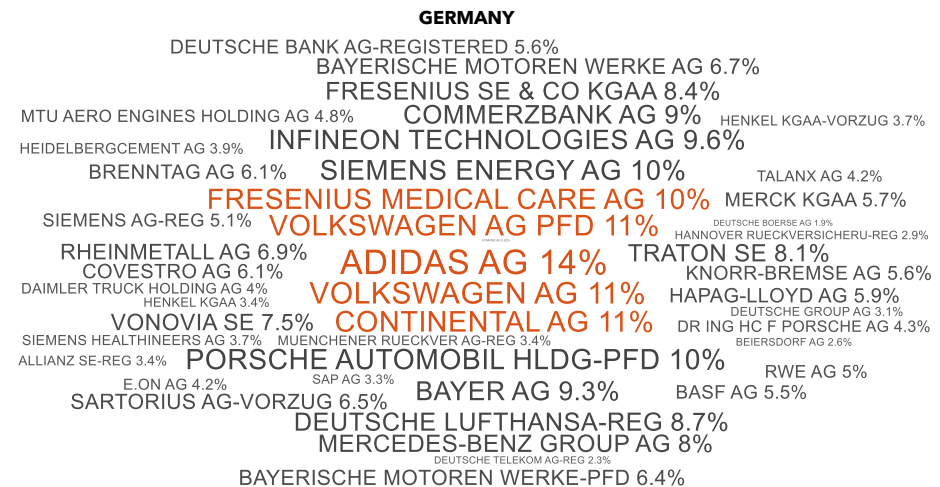 GERMANY
DEUTSCHE BANK AG-REGISTERED 5.6%
BAYERISCHE MOTOREN WERKE AG 6.7%
FRESENIUS SE & CO KGAA 8.4%
MTU AERO ENGINES HOLDING AG 4.8%
COMMERZBANK AG 9%
HENKEL KGAA-VORZUG 3.7%
INFINEON TECHNOLOGIES AG 9.6%
HEIDELBERGCEMENT AG 3.9%
BRENNTAG AG 6.1%
SIEMENS ENERGY AG 10%
TALANX AG 4.2%
FRESENIUS MEDICAL CARE AG 10%
MERCK KGAA 5.7%
SIEMENS AG-REG 5.1%
VOLKSWAGEN AG PFD 11%
DEUTSCHE BOERSE AG 1.9%
HANNOVER RUECKVERSICHERU-REG 2.9%
RHEINMETALL AG 6.9%
ADIDAS AG 14%
TRATON SE 8.1%
COVESTRO AG 6.1%
KNORR-BREMSE AG 5.6%
DAIMLER TRUCK HOLDING AG 4%
VOLKSWAGEN AG 11%
HAPAG-LLOYD AG 5.9%
HENKEL KGAA 3.4%
DEUTSCHE GROUP AG 3.1%
VONOVIA SE 7.5%
CONTINENTAL AG 11%
DR ING HC F PORSCHE AG 4.3%
SIEMENS HEALTHINEERS AG 3.7%
MUENCHENER RUECKVER AG-REG 3.4%
BEIERSDORF AG 2.6%
ALLIANZ SE-REG 3.4%
PORSCHE AUTOMOBIL HLDG-PFD 10%
RWE AG 5%
E.ON AG 4.2%
SAP AG 3.3%
BAYER AG 9.3%
BASF AG 5.5%
SARTORIUS AG-VORZUG 6.5%
DEUTSCHE LUFTHANSA-REG 8.7%
MERCEDES-BENZ GROUP AG 8%
DEUTSCHE TELEKOM AG-REG 2.3%
BAYERISCHE MOTOREN WERKE-PFD 6.4%